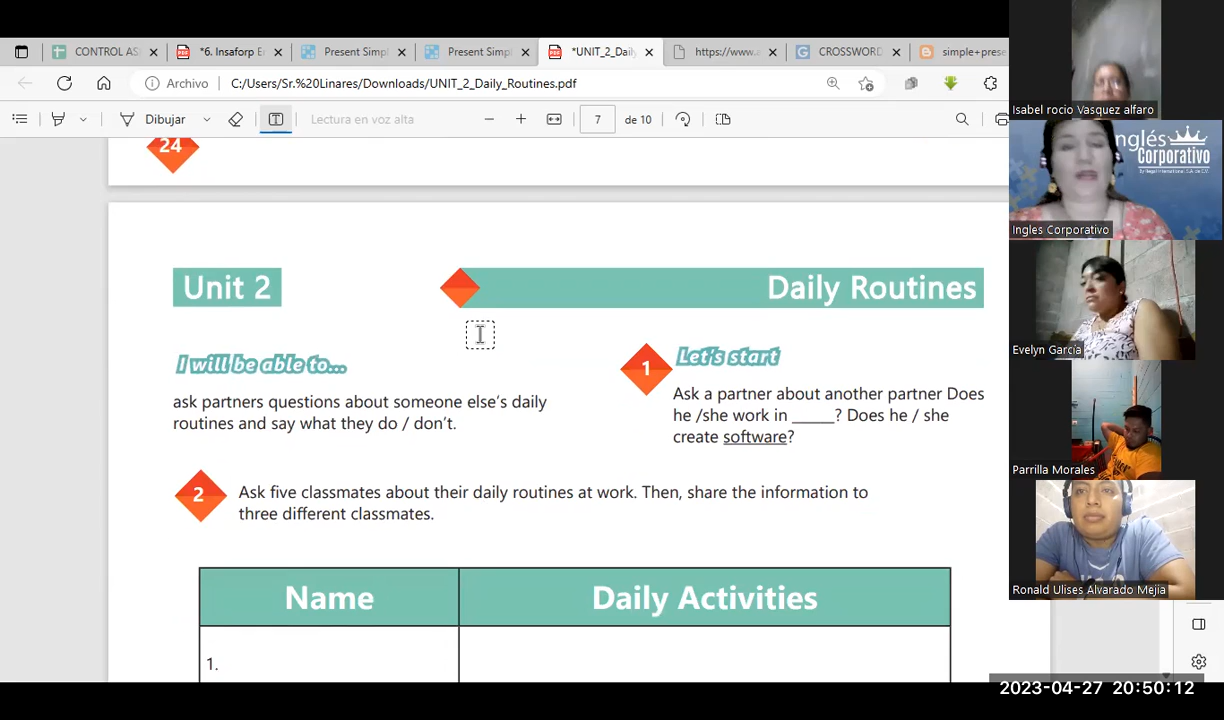 CONTROL AS
*6. Insaforp E
Present Simpl
Present Simpl
*UNIT_2_Daily
https://www.
CROSSWORD
simple+prese
Archivo
C:/Users/Sr.%20Linares/Downloads/UNIT_2_Daily_Routines.pdf
Dibujar
Lectura en voz alta
7
de 10
24
Unit 2
Daily Routines
I will be able to...
ask partners questions about someone else's daily
routines and say what they do / don't.
1
Let's start
Ask a partner about another partner Does
he /she work in ______? Does he / she
create software?
2
Ask five classmates about their daily routines at work. Then, share the information to
three different classmates.
Name
Daily Activities
1.
Isabel rocio Vasquez alfaro
Inglés
Corporativo
Ingles Corporativo
Evelyn García
Parrilla Morales
Ronald Ulises Alvarado Mejia
2023-04-27 20:50:12